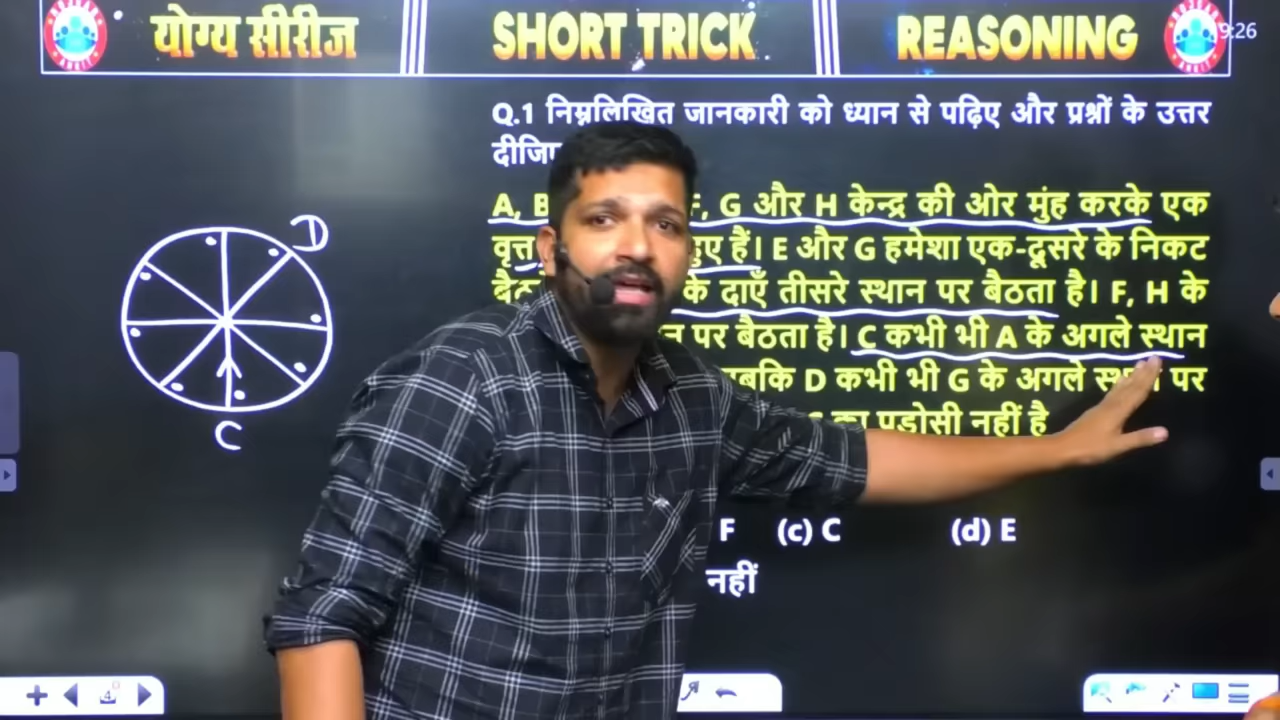 योग्य सीरीज SHORT TRICK REASONING
9:26
Q.1 निम्नलिखित जानकारी को ध्यान से पढ़िए और प्रश्नों के उत्तर
A, B F, G और H केन्द्र की ओर मुंह करके एक
हुए हैं। E और G हमेशा एक-दूसरे के निकट
के दाएँ तीसरे स्थान पर बैठता है। F, H के
पर बैठता है। C कभी भी A के अगले स्थान
D कभी भी G के अगले पर
का पड़ोसी नहीं है
F (c) C (d) E
नहीं
D
C